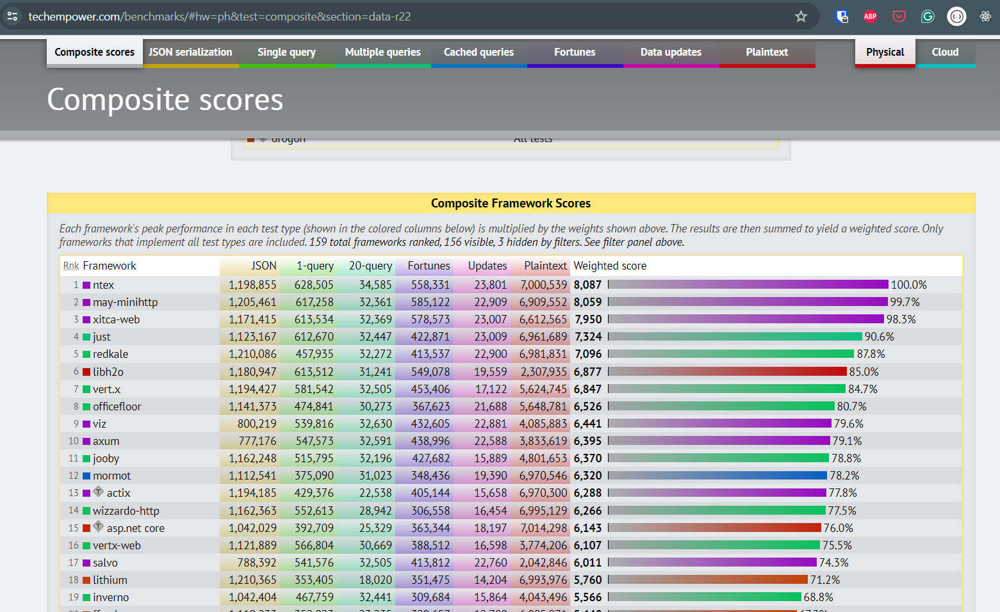 techempower.com/benchmarks/#hw=ph&test=composite&section=data-r22
ABP
Composite scores JSON serialization Single query Multiple queries Cached queries Fortunes Data updates Plaintext Physical Cloud
Composite scores
drogon All tests
Composite Framework Scores
Each framework's peak performance in each test type (shown in the colored columns below) is multiplied by the weights shown above. The results are then summed to yield a weighted score. Only
frameworks that implement all test types are included. 159 total frameworks ranked, 156 visible, 3 hidden by filters. See filter panel above.
Rnk Framework JSON 1-query 20-query Fortunes Updates Plaintext Weighted score
1 ntex 1,198,855 628,505 34,585 558,331 23,801 7,000,539 8,087 100.0%
2 may-minihttp 1,205,461 617,258 32,361 585,122 22,909 6,909,552 8,059 99.7%
3 xitca-web 1,171,415 613,534 32,369 578,573 23,007 6,612,565 7,950 98.3%
4 just 1,123,167 612,670 32,447 422,871 23,009 6,961,689 7,324 90.6%
5 redkale 1,210,086 457,935 32,272 413,537 22,900 6,981,831 7,096 87.8%
6 libh2o 1,180,947 613,512 31,241 549,078 19,559 2,307,935 6,877 85.0%
7 vert.x 1,194,427 581,542 32,505 453,406 17,122 5,624,745 6,847 84.7%
8 officefloor 1,141,373 474,841 30,273 367,623 21,688 5,648,781 6,526 80.7%
9 viz 800,219 539,816 32,630 432,605 22,881 4,085,883 6,441 79.6%
10 axum 777,176 547,573 32,591 438,996 22,588 3,833,619 6,395 79.1%
11 jooby 1,162,248 515,795 32,196 427,682 15,889 4,801,653 6,370 78.8%
12 mormot 1,112,541 375,090 31,023 348,436 19,390 6,970,546 6,320 78.2%
13 T actix 1,194,185 429,376 22,538 405,144 15,658 6,970,300 6,288 77.8%
14 wizzardo-http 1,162,363 552,613 28,942 306,558 16,454 6,995,129 6,266 77.5%
15 T asp.net core 1,042,029 392,709 25,329 363,344 18,197 7,014,298 6,143 76.0%
16 vertx-web 1,121,889 566,804 30,669 388,512 16,598 3,774,206 6,107 75.5%
17 salvo 788,392 541,576 32,505 413,812 22,760 2,042,846 6,011 74.3%
18 lithium 1,210,365 353,405 18,020 351,475 14,204 6,993,976 5,760 71.2%
19 inverno 1,042,404 467,759 32,441 309,684 15,864 4,043,496 5,566 68.8%